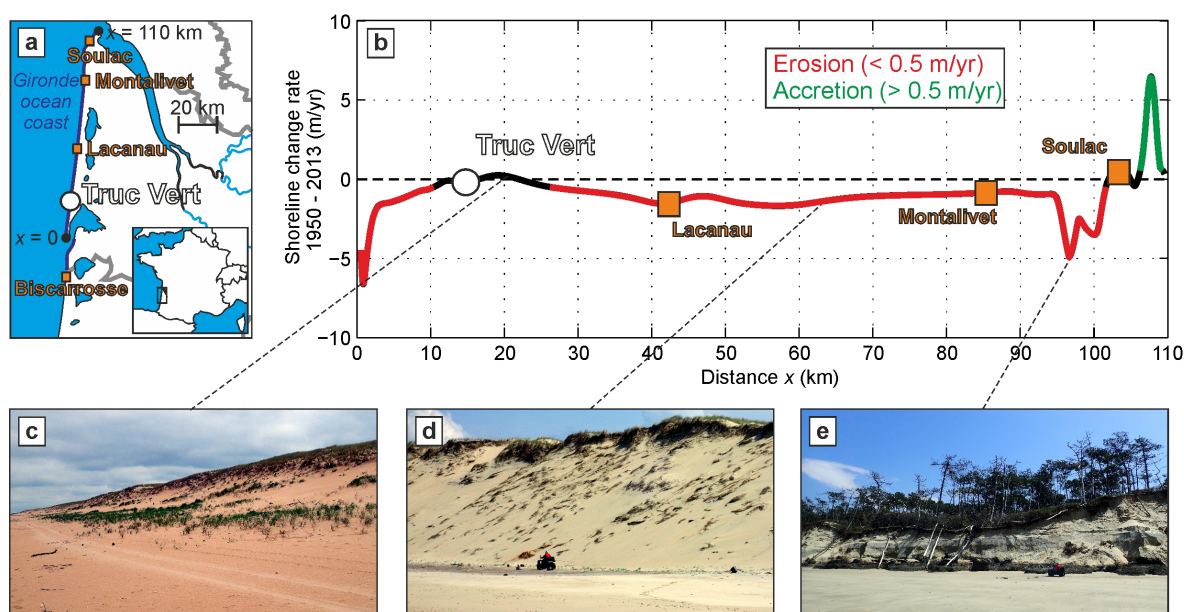 a
x = 110 km
Soulac
Gironde
ocean
coast
Montalivet
20 km
Lacanau
Truc Vert
x = 0
Biscarrosse
b
Shoreline change rate
1950 - 2013 (m/yr)
10
5
0
−5
−10
Erosion (< 0.5 m/yr)
Accretion (> 0.5 m/yr)
Truc Vert
Soulac
Lacanau
Montalivet
0 10 20 30 40 50 60 70 80 90 100 110
Distance x (km)
c
d
e